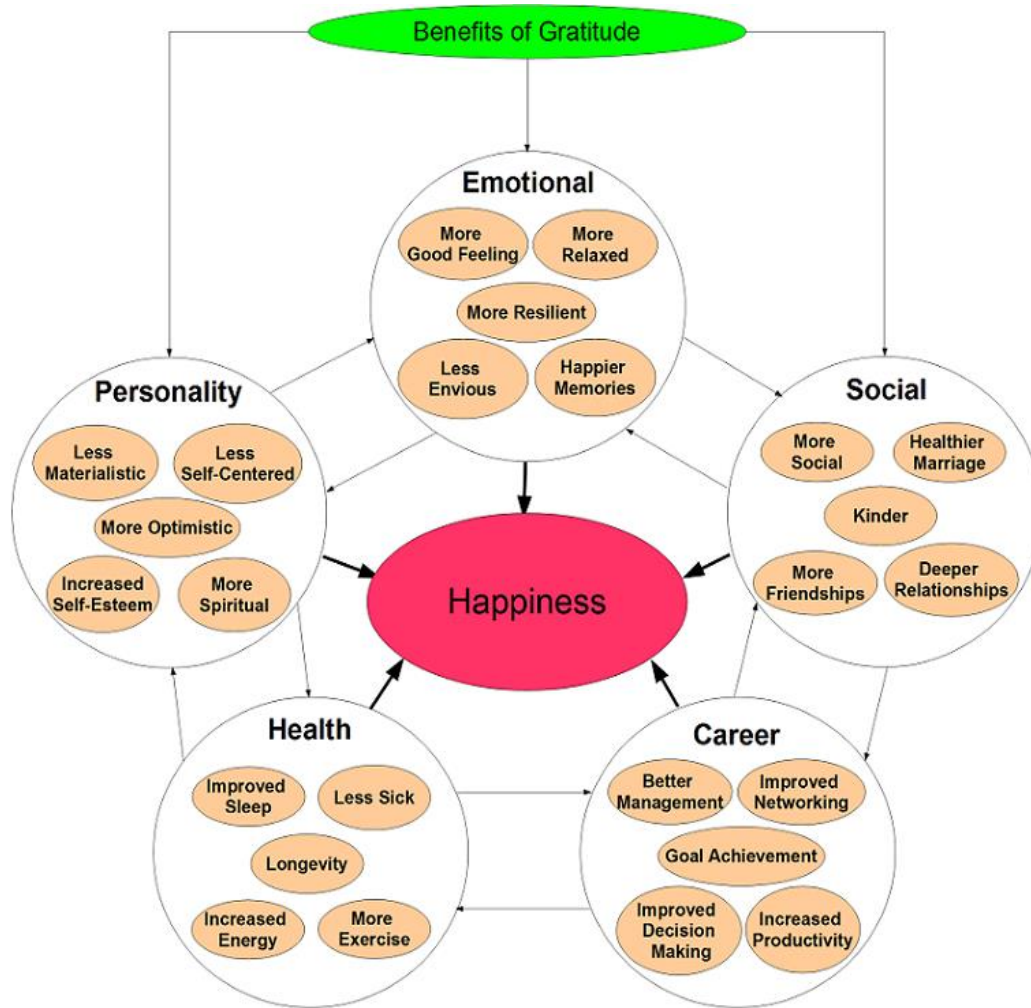 Benefits of Gratitude
Emotional
More
Good Feeling
More
Relaxed
More Resilient
Less
Envious
Happier
Memories
Personality
Less
Materialistic
Less
Self-Centered
More Optimistic
Increased
Self-Esteem
More
Spiritual
Social
More
Social
Healthier
Marriage
Kinder
More
Friendships
Deeper
Relationships
Happiness
Health
Improved
Sleep
Less Sick
Longevity
Increased
Energy
More
Exercise
Career
Better
Management
Improved
Networking
Goal Achievement
Improved
Decision
Making
Increased
Productivity